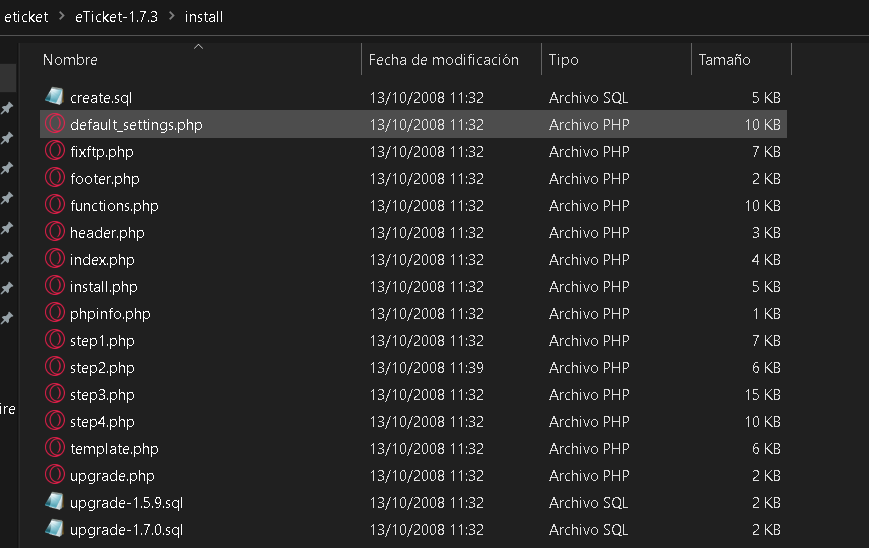 eticket > eTicket-1.7.3 > install
Nombre Fecha de modificación Tipo Tamaño
create.sql 13/10/2008 11:32 Archivo SQL 5 KB
default_settings.php 13/10/2008 11:32 Archivo PHP 10 KB
fixftp.php 13/10/2008 11:32 Archivo PHP 7 KB
footer.php 13/10/2008 11:32 Archivo PHP 2 KB
functions.php 13/10/2008 11:32 Archivo PHP 10 KB
header.php 13/10/2008 11:32 Archivo PHP 3 KB
index.php 13/10/2008 11:32 Archivo PHP 4 KB
install.php 13/10/2008 11:32 Archivo PHP 5 KB
phpinfo.php 13/10/2008 11:32 Archivo PHP 1 KB
step1.php 13/10/2008 11:32 Archivo PHP 7 KB
step2.php 13/10/2008 11:39 Archivo PHP 6 KB
step3.php 13/10/2008 11:32 Archivo PHP 15 KB
ire
step4.php 13/10/2008 11:32 Archivo PHP 10 KB
template.php 13/10/2008 11:32 Archivo PHP 6 KB
upgrade.php 13/10/2008 11:32 Archivo PHP 2 KB
upgrade-1.5.9.sql 13/10/2008 11:32 Archivo SQL 2 KB
upgrade-1.7.0.sql 13/10/2008 11:32 Archivo SQL 2 KB